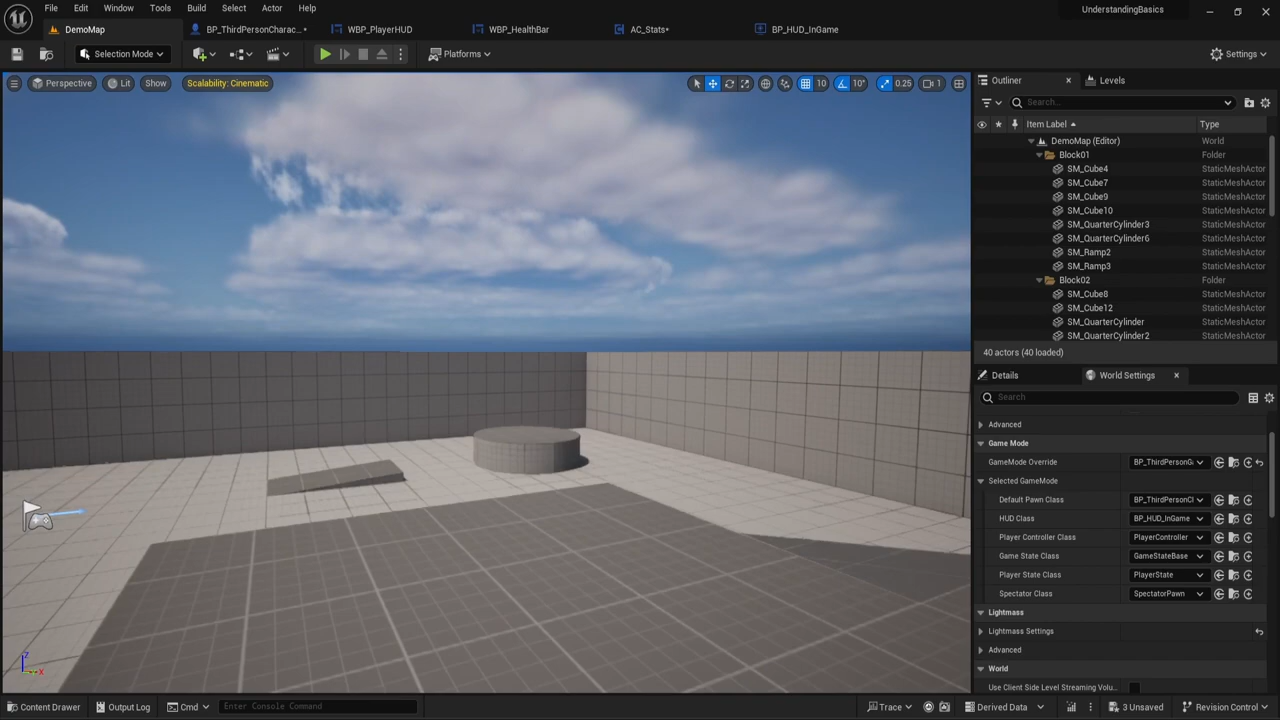 File Edit Window Tools Build Select Actor Help
UnderstandingBasics
DemoMap
BP_ThirdPersonCharac...•
WBP_PlayerHUD
WBP_HealthBar
AC_Stats•
BP_HUD_InGame
Selection Mode
Platforms
Settings
Perspective
Lit
Show
Scalability: Cinematic
10
10°
0.25
1
Outliner
Levels
Search...
Item Label
Type
DemoMap (Editor) World
Block01 Folder
SM_Cube4 StaticMeshActor
SM_Cube7 StaticMeshActor
SM_Cube9 StaticMeshActor
SM_Cube10 StaticMeshActor
SM_QuarterCylinder3 StaticMeshActor
SM_QuarterCylinder6 StaticMeshActor
SM_Ramp2 StaticMeshActor
SM_Ramp3 StaticMeshActor
Block02 Folder
SM_Cube8 StaticMeshActor
SM_Cube12 StaticMeshActor
SM_QuarterCylinder StaticMeshActor
SM_QuarterCylinder2 StaticMeshActor
40 actors (40 loaded)
Details
World Settings
Search
Advanced
Game Mode
GameMode Override BP_ThirdPersonG
Selected GameMode
Default Pawn Class BP_ThirdPersonCl
HUD Class BP_HUD_InGame
Player Controller Class PlayerController
Game State Class GameStateBase
Player State Class PlayerState
Spectator Class SpectatorPawn
Lightmass
Lightmass Settings
Advanced
World
Use Client Side Level Streaming Volu...
Z
X
Content Drawer
Output Log
Cmd
Enter Console Command
Trace
Derived Data
3 Unsaved
Revision Control